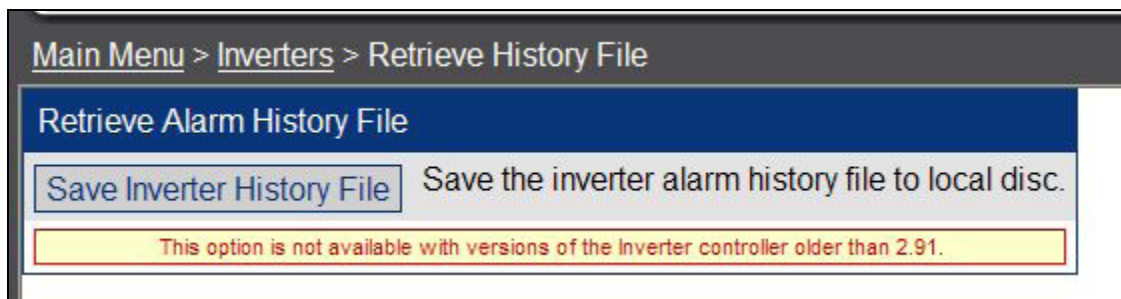 Main Menu > Inverters > Retrieve History File
Retrieve Alarm History File
Save Inverter History File Save the inverter alarm history file to local disc.
This option is not available with versions of the Inverter controller older than 2.91.